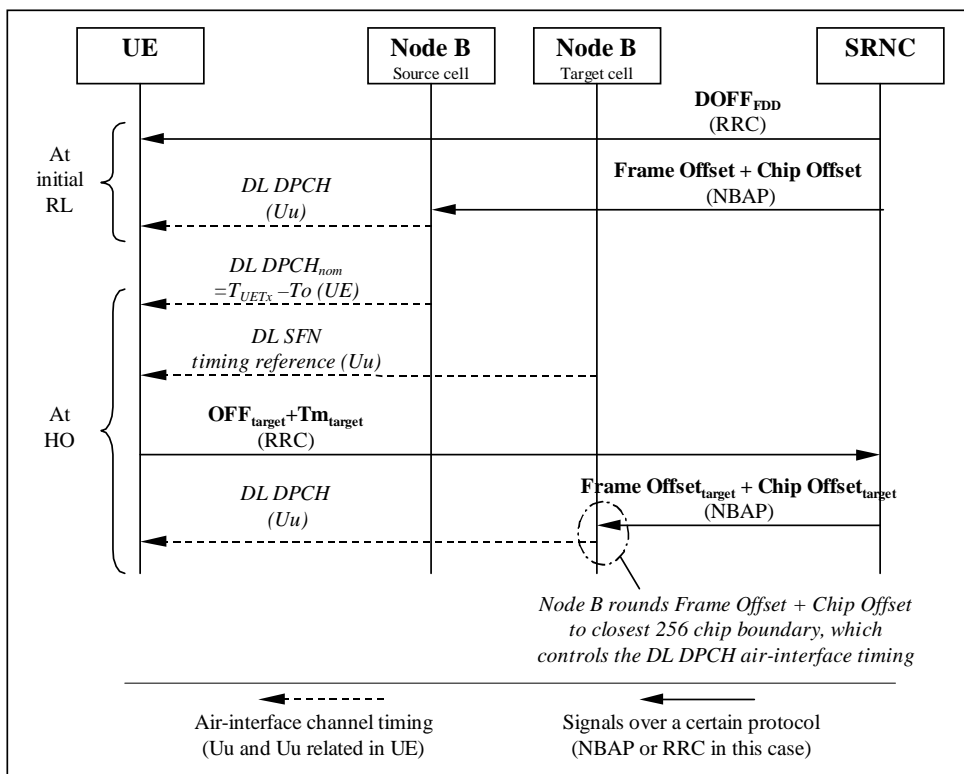 UE
Node B
Source cell
Node B
Target cell
SRNC
DOFF_FDD
(RRC)
At
initial
RL
Frame Offset + Chip Offset
(NBAP)
DL DPCH
(Uu)
DL DPCH_nom
=T_UETx –To (UE)
DL SFN
timing reference (Uu)
At
HO
OFF_target+Tm_target
(RRC)
Frame Offset_target + Chip Offset_target
(NBAP)
DL DPCH
(Uu)
Node B rounds Frame Offset + Chip Offset
to closest 256 chip boundary, which
controls the DL DPCH air-interface timing
Air-interface channel timing
(Uu and Uu related in UE)
Signals over a certain protocol
(NBAP or RRC in this case)